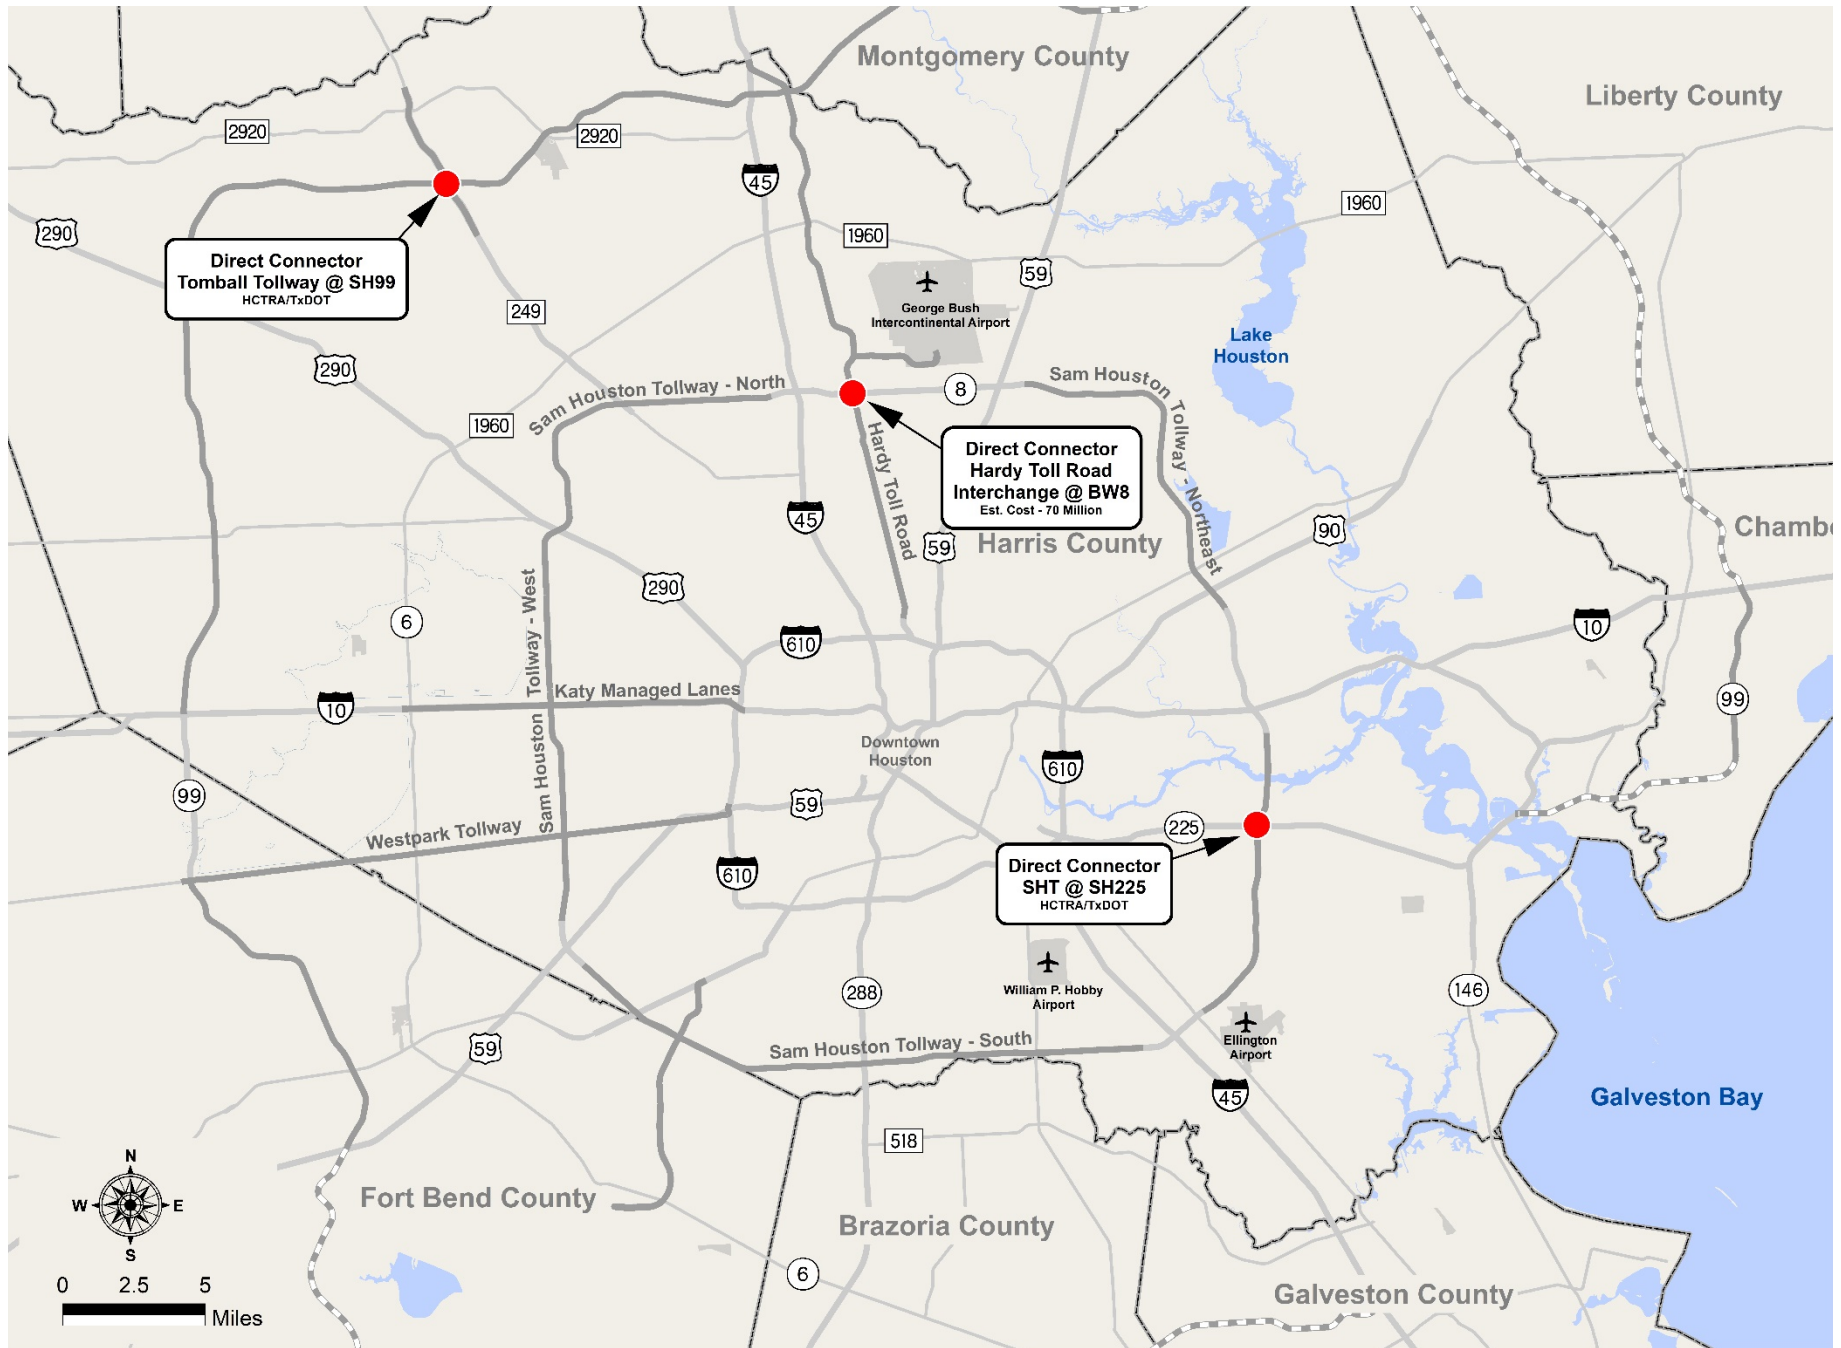 Montgomery County
Liberty County
2920
2920
45
290
1960
1960
Direct Connector
Tomball Tollway @ SH99
HCTRA/TxDOT
59
George Bush
Intercontinental Airport
249
Lake
Houston
290
Sam Houston Tollway - North
8
Sam Houston Tollway - Northeast
1960
Hardy Toll Road
Direct Connector
Hardy Toll Road
Interchange @ BW8
Est. Cost - 70 Million
45
59
Harris County
90
Chambe
290
6
610
10
Sam Houston Tollway - West
Katy Managed Lanes
10
99
Downtown
Houston
610
99
59
Westpark Tollway
225
610
Direct Connector
SHT @ SH225
HCTRA/TxDOT
William P. Hobby
Airport
288
146
59
Sam Houston Tollway - South
Ellington
Airport
45
Galveston Bay
518
N
W
E
S
Fort Bend County
Brazoria County
6
Galveston County
0 2.5 5
Miles